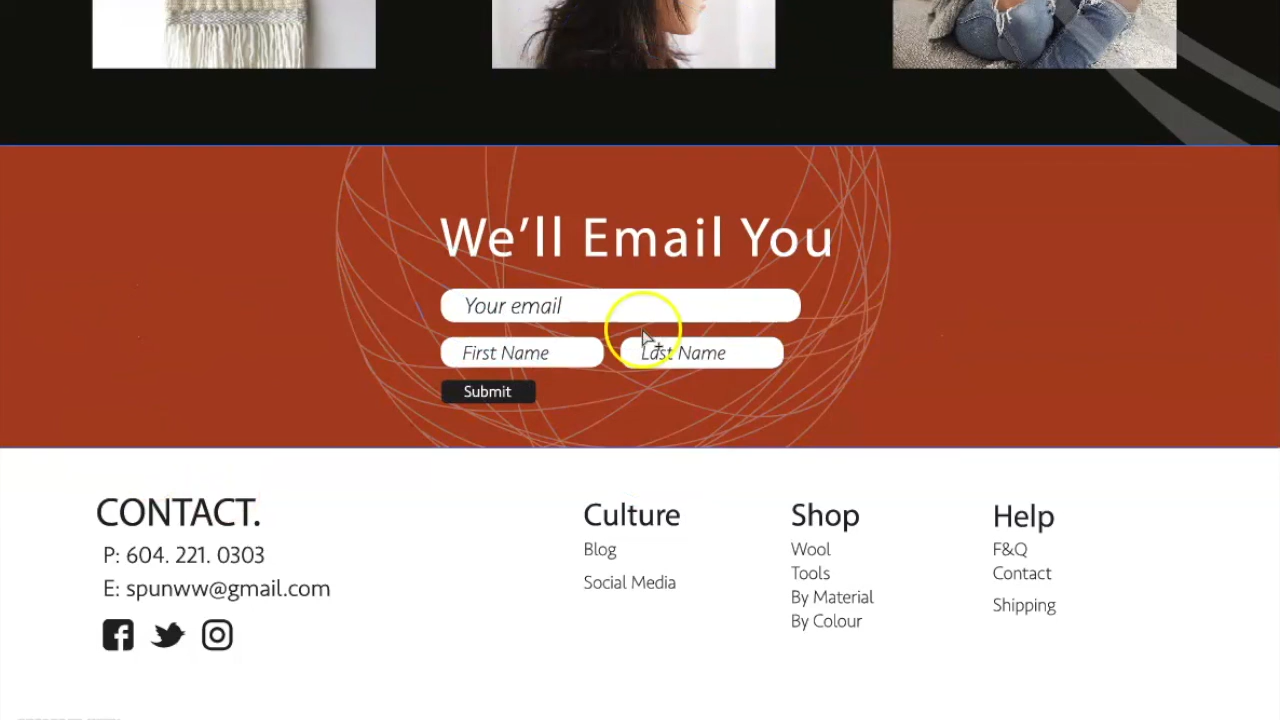 We'll Email You
Your email
First Name
Last Name
Submit
CONTACT.
P: 604. 221. 0303
E: spunww@gmail.com
Culture
Blog
Social Media
Shop
Wool
Tools
By Material
By Colour
Help
F&Q
Contact
Shipping